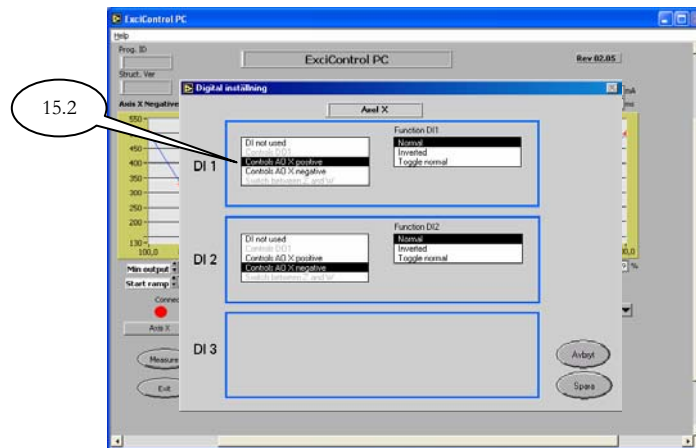 ExciControl PC
Help
Prog. ID
ExciControl PC
Rev 02.05
Struct. Ver
Digital inställning
mA
15.2
Axis X Negative
Axel X
ms
550
450
400
350
300
250
200
130
100,0
0,0
DI 1
DI not used
Controls DO1
Controls AO X positive
Controls AO X negative
Switch between Z and W
Function DI1
Normal
Inverted
Toggle normal
DI 2
DI not used
Controls DO1
Controls AO X positive
Controls AO X negative
Switch between Z and W
Function DI2
Normal
Inverted
Toggle normal
DI 3
Min output
%
Start ramp
Connec
Axis X
Measure
Exit
Avbryt
Spara